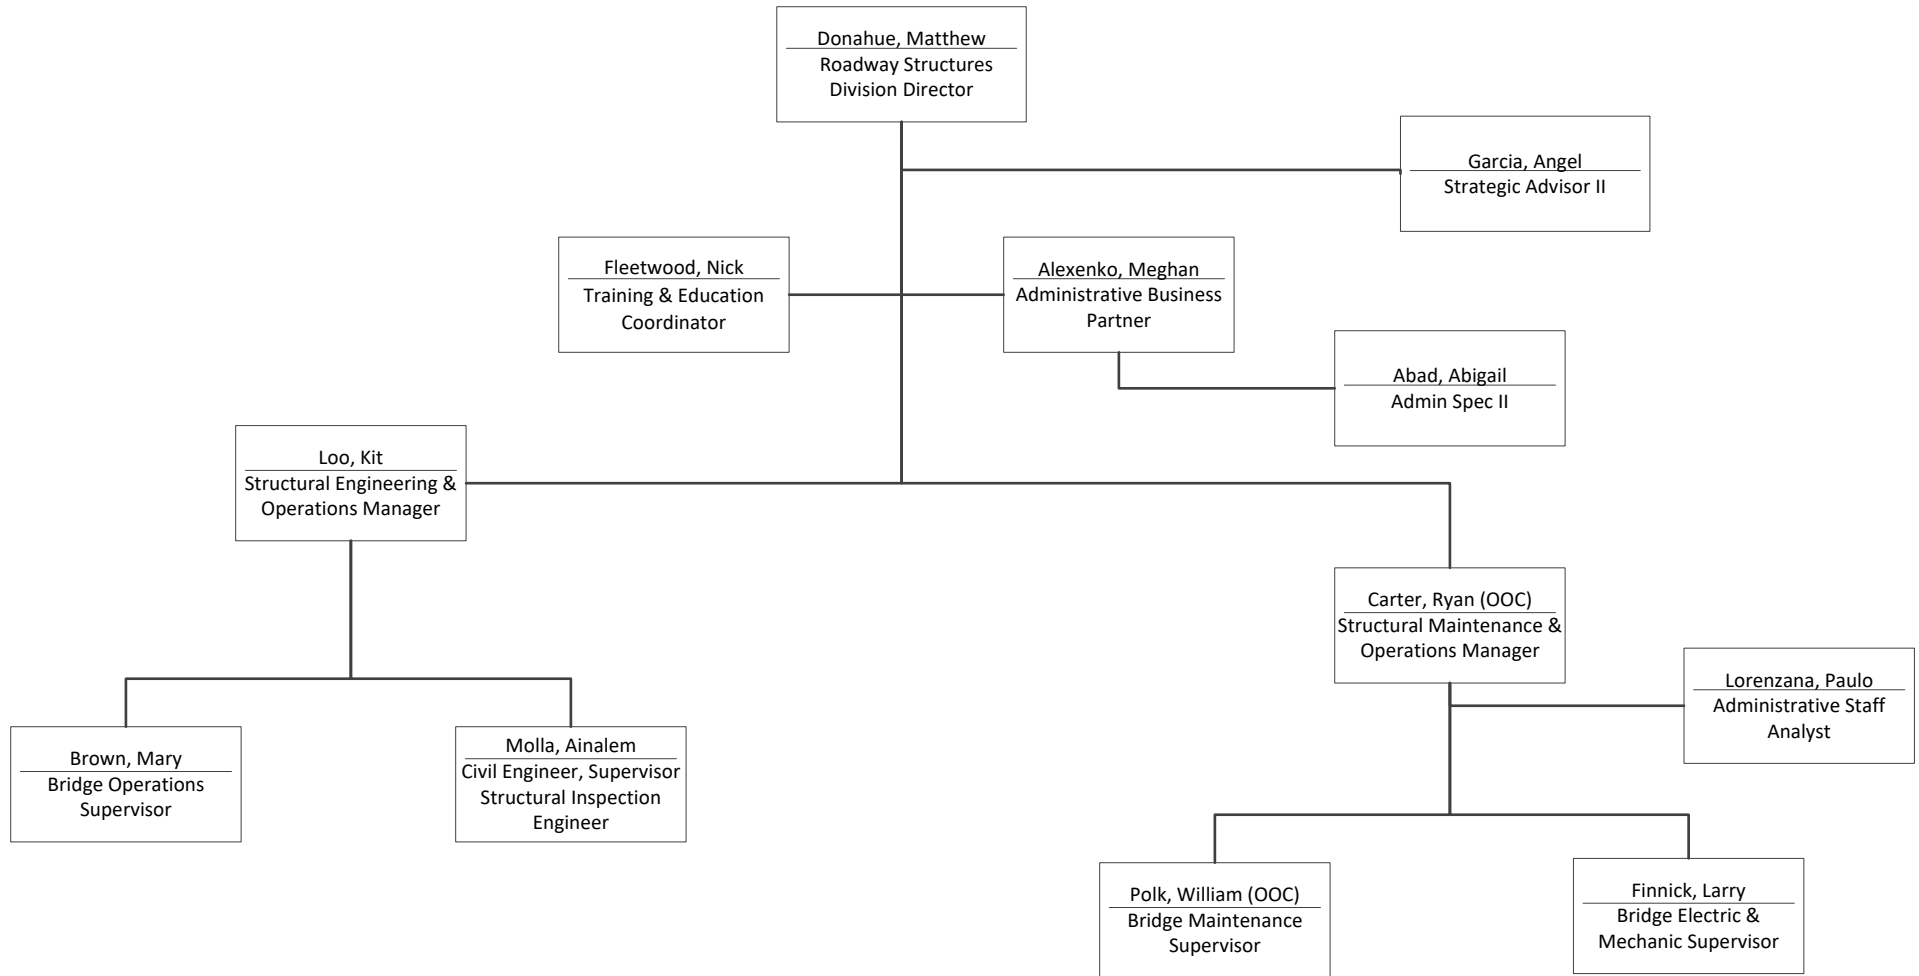 Donahue, Matthew
Roadway Structures
Division Director
Garcia, Angel
Strategic Advisor II
Fleetwood, Nick
Training & Education
Coordinator
Alexenko, Meghan
Administrative Business
Partner
Abad, Abigail
Admin Spec II
Loo, Kit
Structural Engineering &
Operations Manager
Carter, Ryan (OOC)
Structural Maintenance &
Operations Manager
Lorenzana, Paulo
Administrative Staff
Analyst
Brown, Mary
Bridge Operations
Supervisor
Molla, Ainalem
Civil Engineer, Supervisor
Structural Inspection
Engineer
Polk, William (OOC)
Bridge Maintenance
Supervisor
Finnick, Larry
Bridge Electric &
Mechanic Supervisor